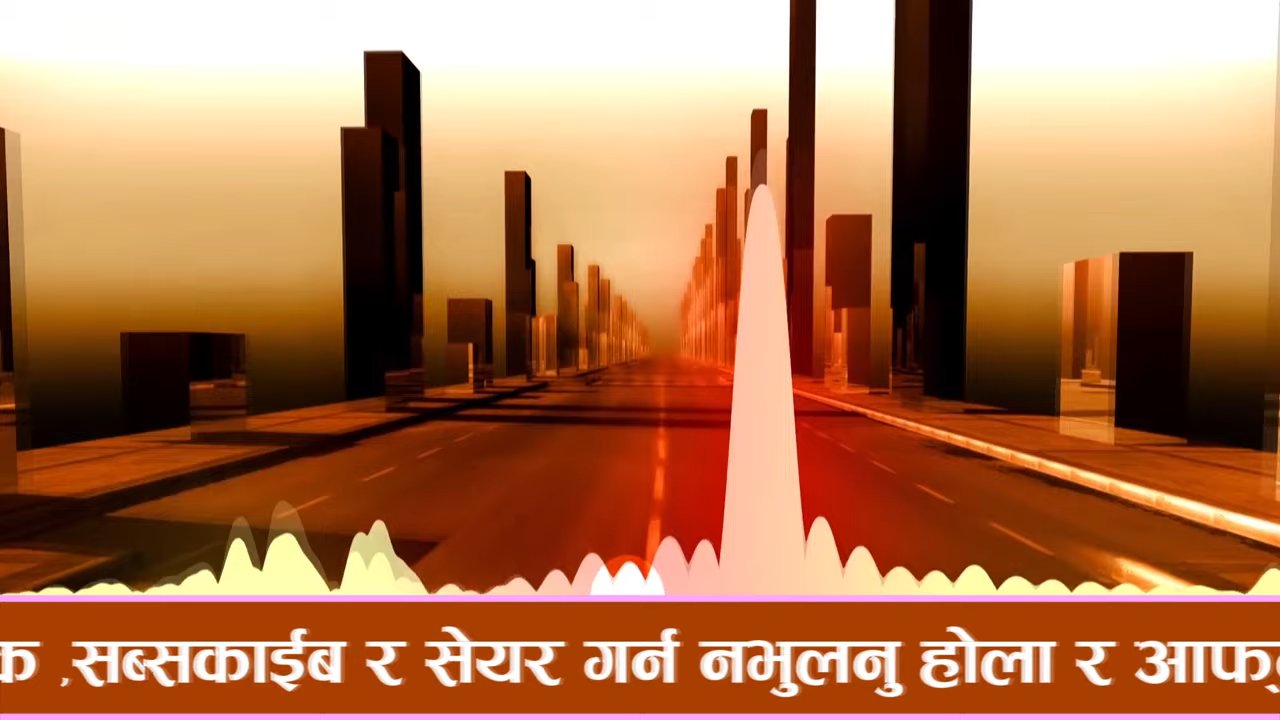 क ,सब्सकाईब र सेयर गर्न नभुलनु होला र आफ